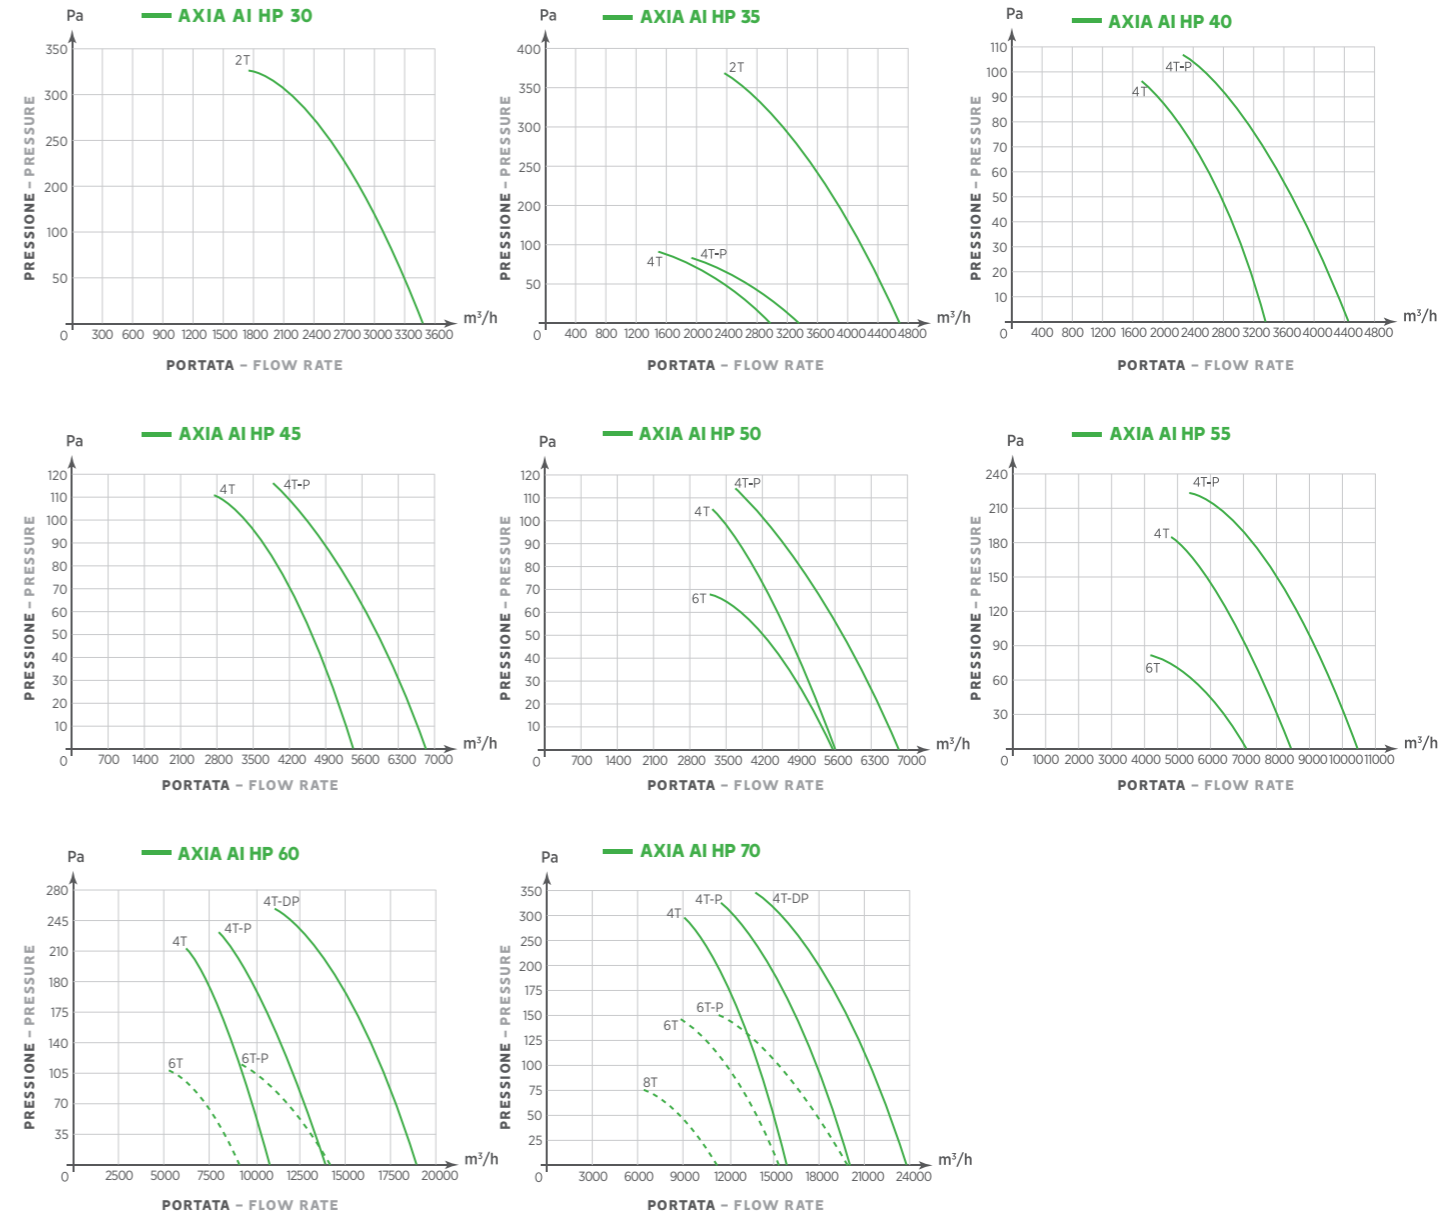 AXIA AI HP 30
Pa
350
300
250
200
100
50
0
2T
300 600 900 1200 1500 1800 2100 2400 2700 3000 3300 3600
m³/h
PRESSIONE – PRESSURE
PORTATA – FLOW RATE
AXIA AI HP 35
Pa
400
350
300
250
200
100
50
0
2T
4T
4T-P
400 800 1200 1600 2000 2400 2800 3200 3600 4000 4400 4800
m³/h
PRESSIONE – PRESSURE
PORTATA – FLOW RATE
AXIA AI HP 40
Pa
110
100
90
80
70
60
50
40
30
20
10
0
4T-P
4T
400 800 1200 1600 2000 2400 2800 3200 3600 4000 4400 4800
m³/h
PRESSIONE – PRESSURE
PORTATA – FLOW RATE
AXIA AI HP 45
Pa
120
110
100
90
80
70
60
50
40
30
20
10
0
4T
4T-P
700 1400 2100 2800 3500 4200 4900 5600 6300 7000
m³/h
PRESSIONE – PRESSURE
PORTATA – FLOW RATE
AXIA AI HP 50
Pa
120
110
100
90
80
70
60
50
40
30
20
10
0
4T-P
4T
6T
700 1400 2100 2800 3500 4200 4900 5600 6300 7000
m³/h
PRESSIONE – PRESSURE
PORTATA – FLOW RATE
AXIA AI HP 55
Pa
240
210
180
150
120
90
60
30
0
4T-P
4T
6T
1000 2000 3000 4000 5000 6000 7000 8000 9000 10000 11000
m³/h
PRESSIONE – PRESSURE
PORTATA – FLOW RATE
AXIA AI HP 60
Pa
280
245
210
180
175
140
105
70
35
0
4T-DP
4T-P
4T
6T
6T-P
2500 5000 7500 10000 12500 15000 17500 20000
m³/h
PRESSIONE – PRESSURE
PORTATA – FLOW RATE
AXIA AI HP 70
Pa
350
300
250
200
175
150
125
100
75
50
25
0
4T-DP
4T-P
4T
6T-P
6T
8T
3000 6000 9000 12000 15000 18000 21000 24000
m³/h
PRESSIONE – PRESSURE
PORTATA – FLOW RATE